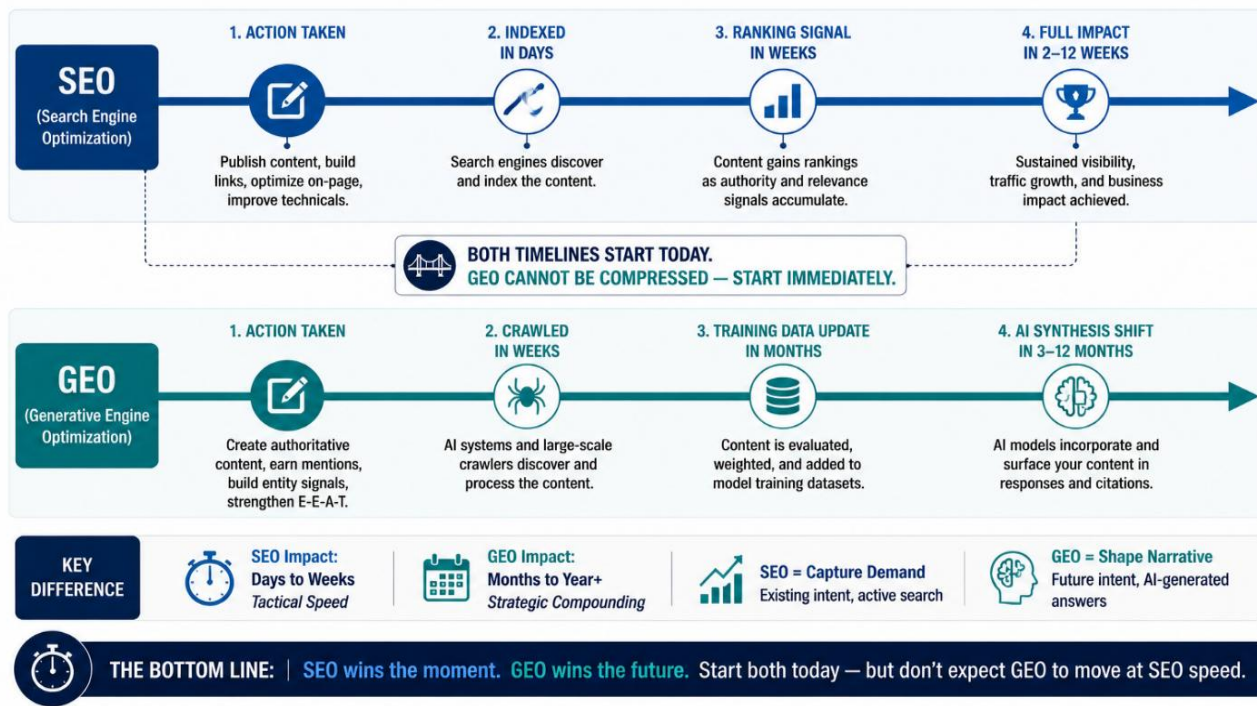 1. ACTION TAKEN
2. INDEXED
IN DAYS
3. RANKING SIGNAL
IN WEEKS
4. FULL IMPACT
IN 2–12 WEEKS
SEO
(Search Engine
Optimization)
Publish content, build
links, optimize on-page,
improve technicals.
Search engines discover
and index the content.
Content gains rankings
as authority and relevance
signals accumulate.
Sustained visibility,
traffic growth, and business
impact achieved.
BOTH TIMELINES START TODAY.
GEO CANNOT BE COMPRESSED — START IMMEDIATELY.
1. ACTION TAKEN
2. CRAWLED
IN WEEKS
3. TRAINING DATA UPDATE
IN MONTHS
4. AI SYNTHESIS SHIFT
IN 3–12 MONTHS
GEO
(Generative Engine
Optimization)
Create authoritative
content, earn mentions,
build entity signals,
strengthen E-E-A-T.
AI systems and large-scale
crawlers discover and
process the content.
Content is evaluated,
weighted, and added to
model training datasets.
AI models incorporate and
surface your content in
responses and citations.
KEY
DIFFERENCE
SEO Impact:
Days to Weeks
Tactical Speed
GEO Impact:
Months to Year+
Strategic Compounding
SEO = Capture Demand
Existing intent, active search
GEO = Shape Narrative
Future intent, AI-generated
answers
THE BOTTOM LINE: | SEO wins the moment. GEO wins the future. Start both today — but don't expect GEO to move at SEO speed.